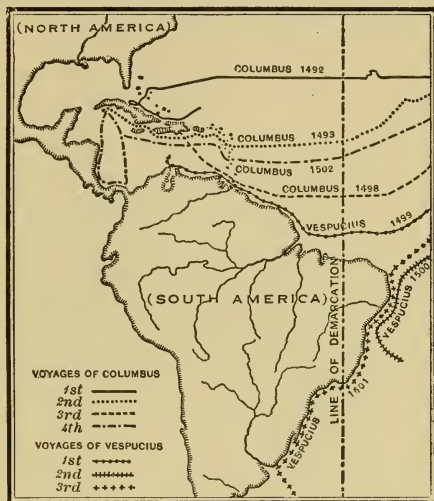 (NORTH AMERICA)
COLUMBUS 1492
COLUMBUS 1493
COLUMBUS 1502
COLUMBUS 1498
VESPUCIUS 1499
(SOUTH AMERICA)
LINE OF DEMARCATION
VESPUCIUS 1500
VESPUCIUS 1501
VOYAGES OF COLUMBUS
1st
2nd
3rd
4th
VOYAGES OF VESPUCIUS
1st
2nd
3rd